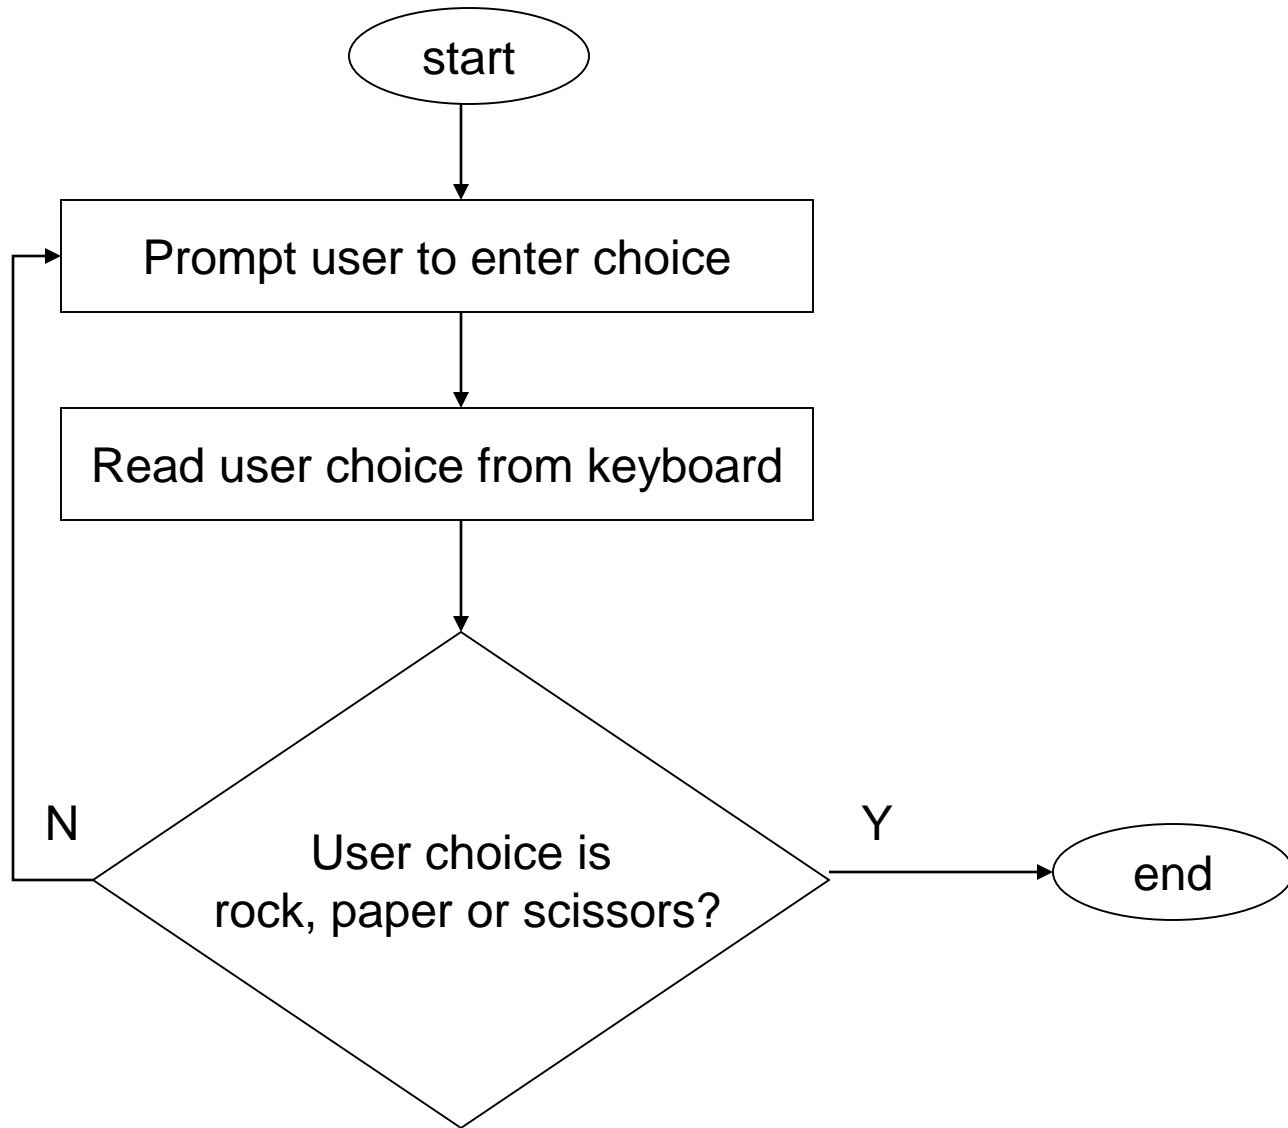 start
Prompt user to enter choice
Read user choice from keyboard
N
Y
User choice is
rock, paper or scissors?
end